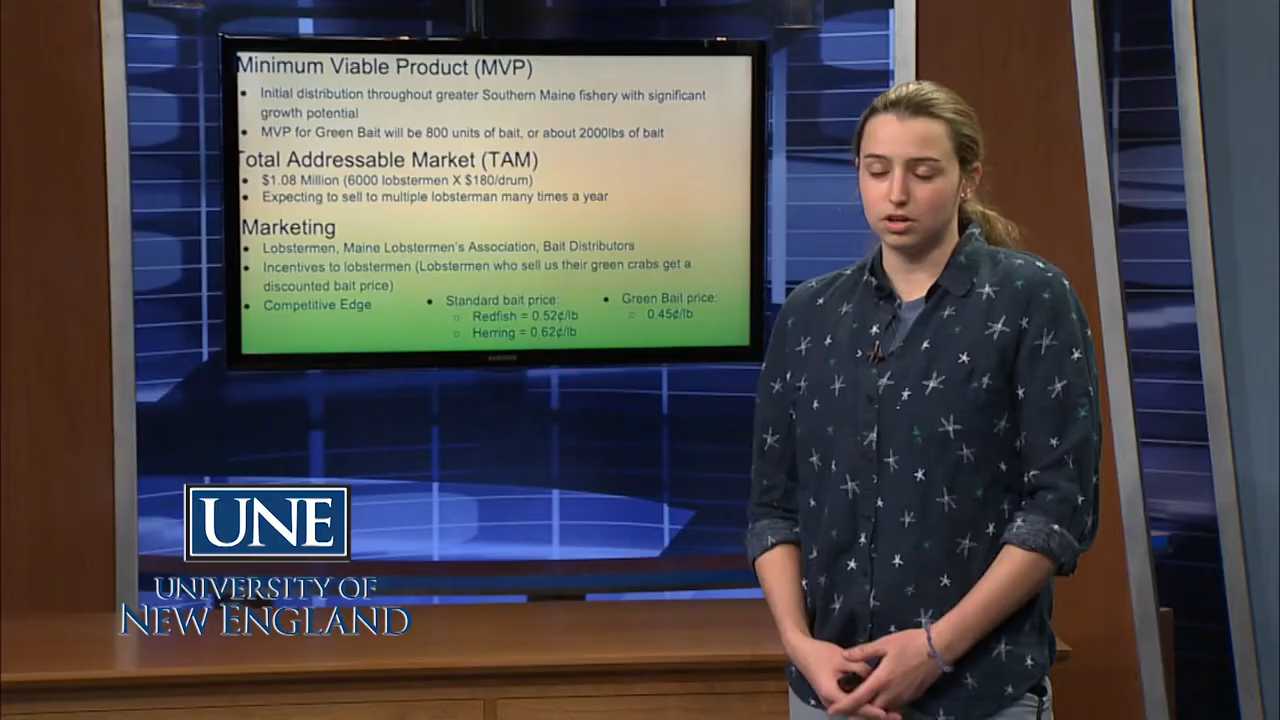 Minimum Viable Product (MVP)
• Initial distribution throughout greater Southern Maine fishery with significant
growth potential
• MVP for Green Bait will be 800 units of bait, or about 2000lbs of bait
Total Addressable Market (TAM)
• $1.08 Million (6000 lobstermen X $180/drum)
• Expecting to sell to multiple lobsterman many times a year
Marketing
• Lobstermen, Maine Lobstermen's Association, Bait Distributors
• Incentives to lobstermen (Lobstermen who sell us their green crabs get a
discounted bait price)
• Competitive Edge
• Standard bait price:
○ Redfish = 0.52¢/lb
○ Herring = 0.62¢/lb
• Green Bait price:
○ 0.45¢/lb
SAMSUNG
UNE
UNIVERSITY OF
NEW ENGLAND